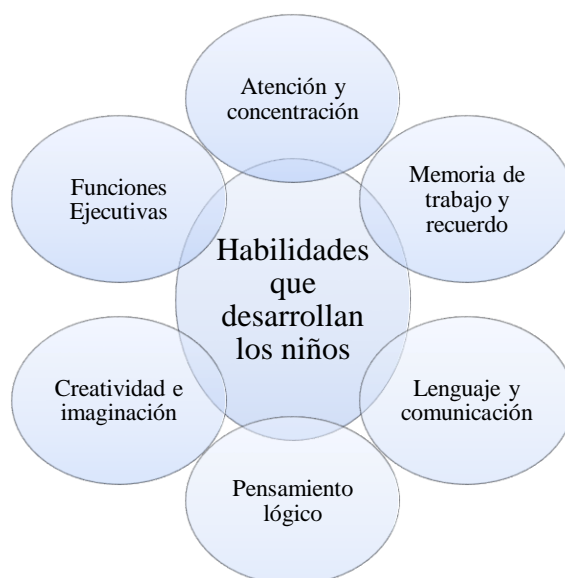 Atención y
concentración
Memoria de
trabajo y
recuerdo
Lenguaje y
comunicación
Pensamiento
lógico
Creatividad e
imaginación
Funciones
Ejecutivas
Habilidades
que
desarrollan
los niños